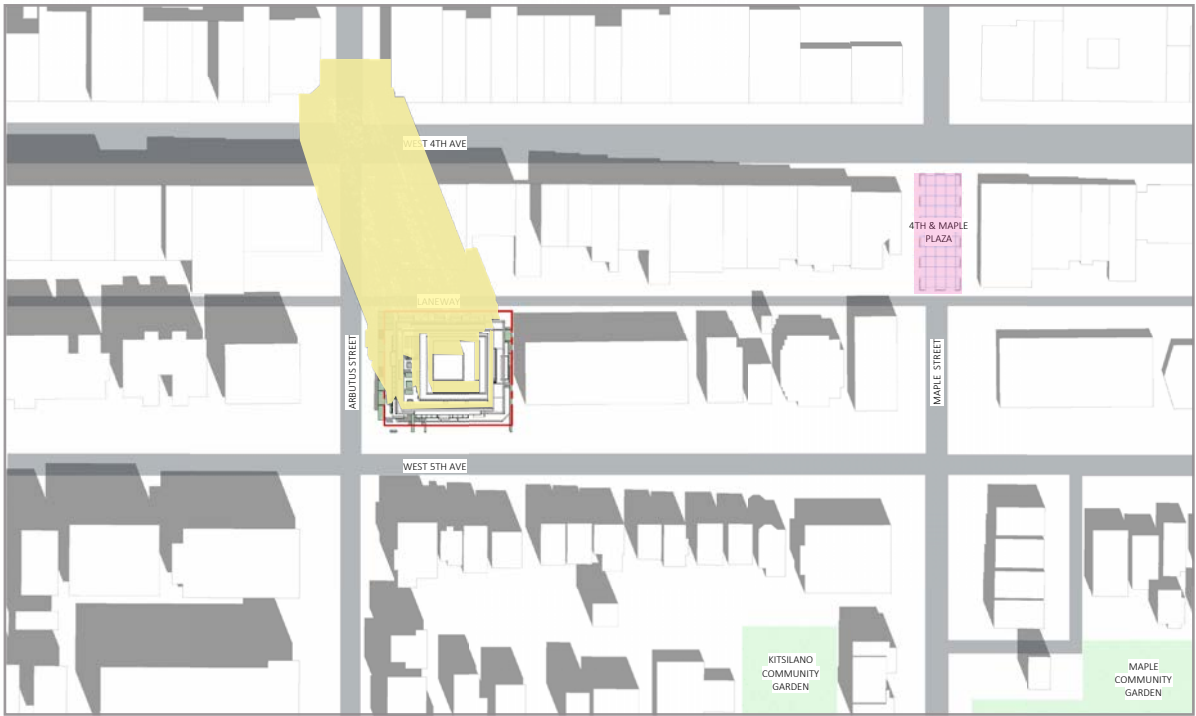 WEST 4TH AVE
4TH & MAPLE
PLAZA
LANEWAY
ARBUTUS STREET
MAPLE STREET
WEST 5TH AVE
KITSILANO
COMMUNITY
GARDEN
MAPLE
COMMUNITY
GARDEN